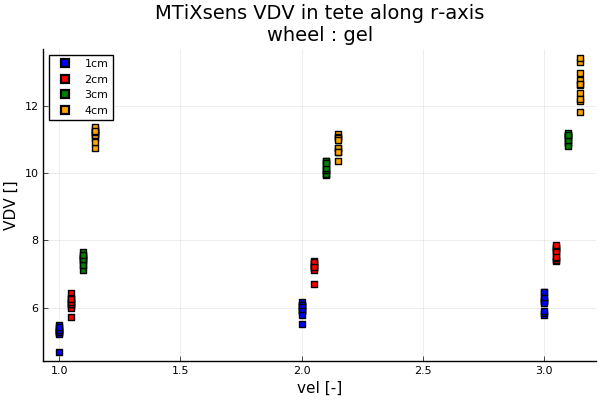 MTiXsens VDV in tete along r-axis
wheel : gel
1cm
2cm
3cm
4cm
12
10
8
6
VDV []
1.0 1.5 2.0 2.5 3.0
vel [-]